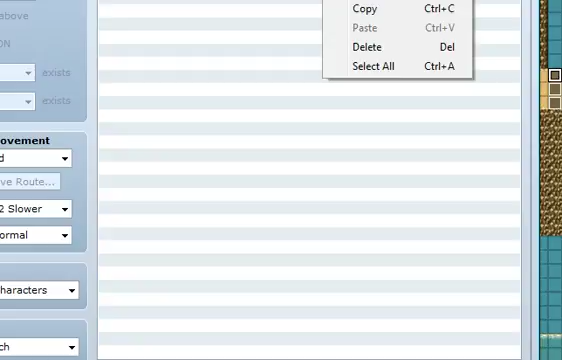 Copy Ctrl+C
above
Paste Ctrl+V
ON
Delete Del
Select All Ctrl+A
exists
exists
ovement
d
ve Route...
2 Slower
ormal
haracters
ch